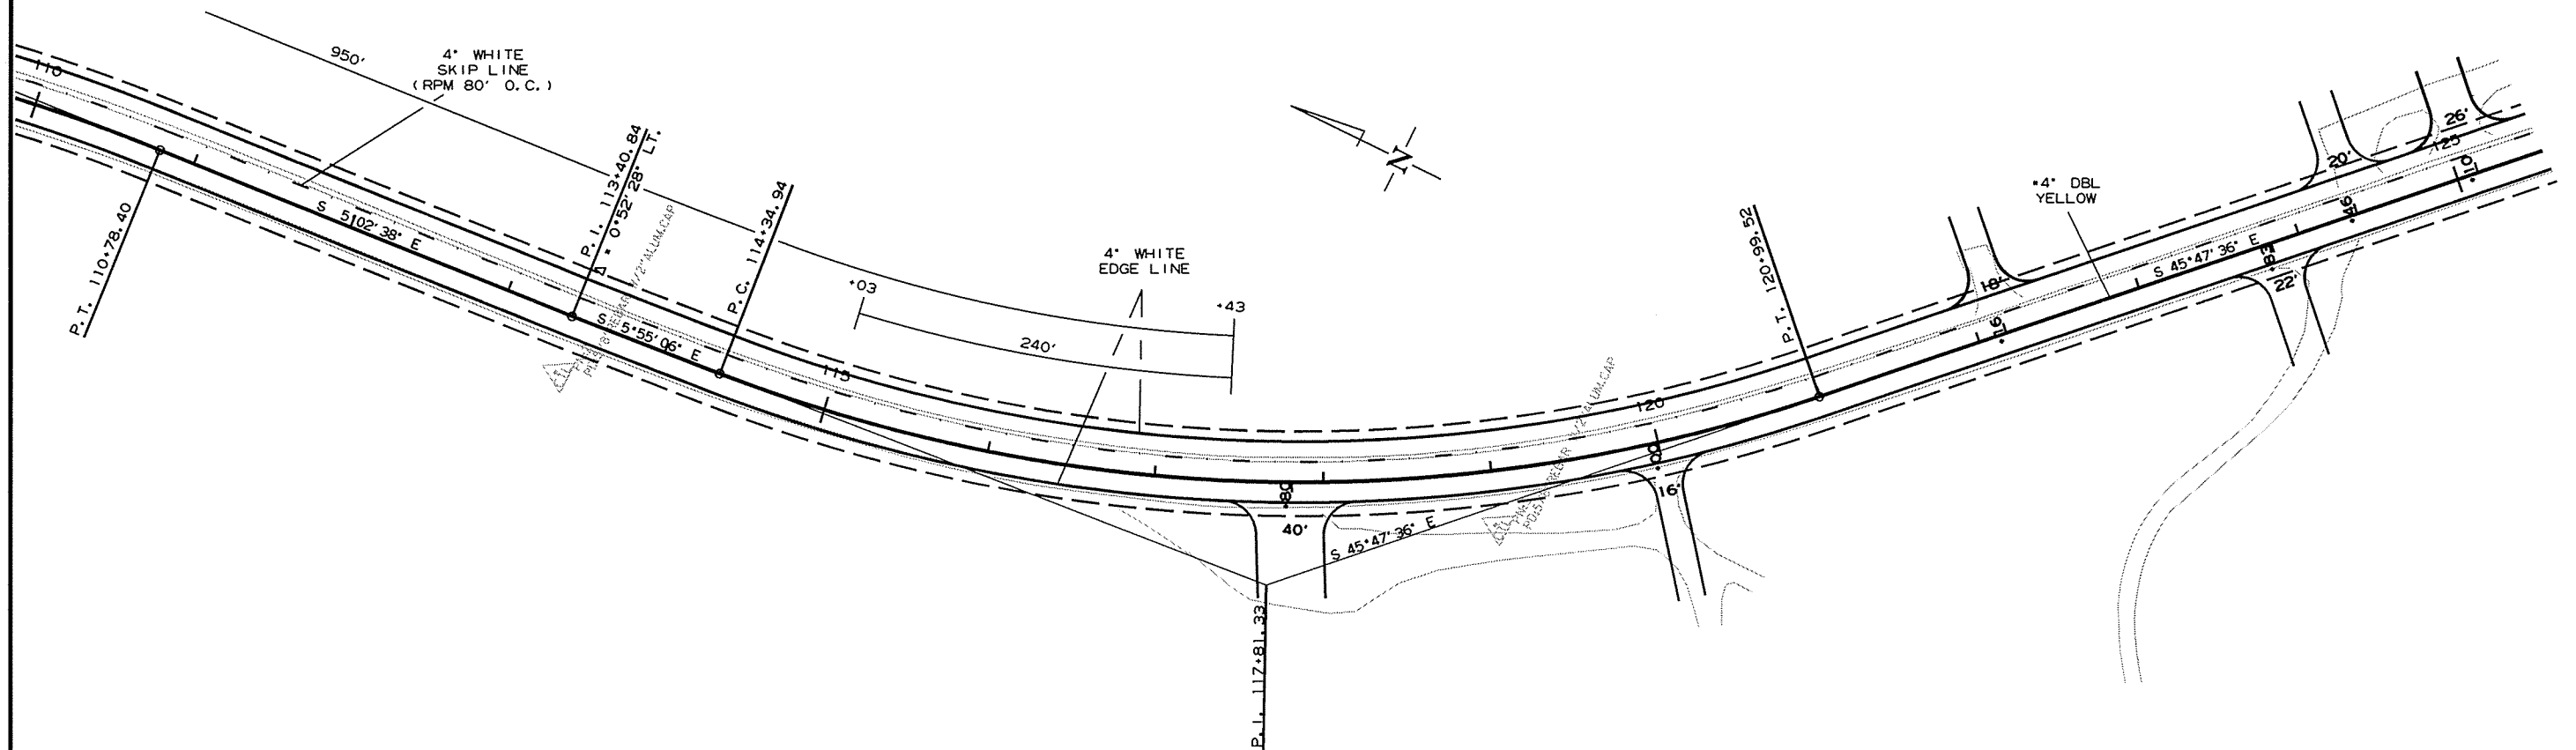 950'
4" WHITE
SKIP LINE
(RPM 80' O.C.)
110
P.T. 110+78.40
S 5°02'38" E
P.I. 113+40.84
Δ = 0°52'28" LT.
S 5°55'06" E
P.C. 114+34.94
115
+03
240'
+43
4" WHITE
EDGE LINE
N
+80
40'
P.I. 117+81.33
S 45°47'36" E
120
+00
16'
P.T. 120+99.52
18'
+16
*4" DBL
YELLOW
S 45°47'36" E
+83
22'
20'
26'
125
+10